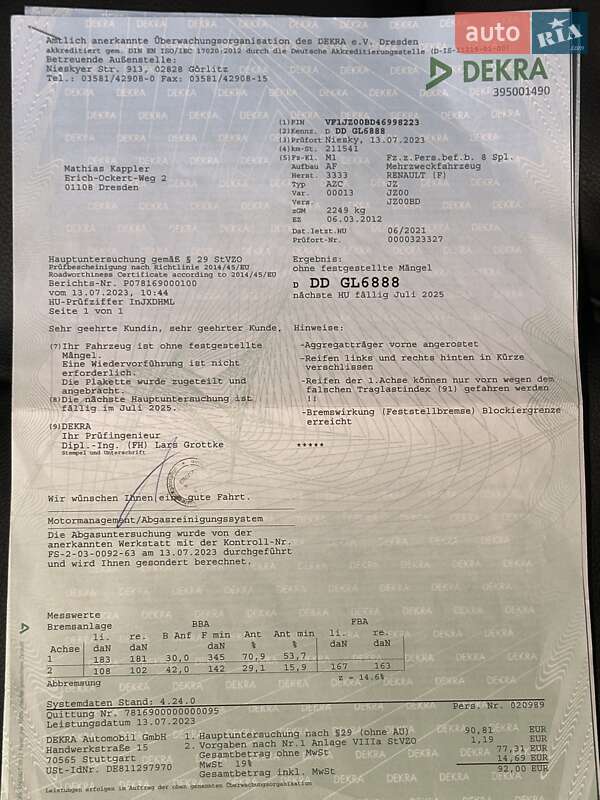 auto RIA .com
Amtlich anerkannte Überwachungsorganisation des DEKRA e.V. Dresden
akkreditiert gem. DIN EN ISO/IEC 17020:2012 durch die Deutsche Akkreditierungsstelle (D-IS-11219-01-00)
Betreuende Außenstelle:
Nieskyer Str. 913, 02828 Görlitz
Tel.: 03581/42908-0 Fax: 03581/42908-15
DEKRA
395001490
Mathias Kappler
Erich-Ockert-Weg 2
01108 Dresden
(1) FIN VF1JZ00BD46998223
(2) Kennz. D DD GL6888
(3) Prüfort Niesky, 13.07.2023
(4) km-St. 211541
(5) Fz-Kl. M1 Fz.z.Pers.bef.b. 8 Spl.
Aufbau AF Mehrzweckfahrzeug
Herst. 3333 RENAULT (F)
Typ AZC JZ
Var. 00013 JZ00
Vers. JZ00BD
zGM 2249 kg
EZ 06.03.2012
Dat.letzt.HU 06/2021
Prüfort-Nr. 0000323327
Hauptuntersuchung gemäß § 29 StVZO
Prüfbescheinigung nach Richtlinie 2014/45/EU
Roadworthiness Certificate according to 2014/45/EU
Berichts-Nr. P078169000100
vom 13.07.2023, 10:44
HU-Prüfziffer InJXDHML
Seite 1 von 1
Ergebnis:
ohne festgestellte Mängel
D DD GL6888
nächste HU fällig Juli 2025
Sehr geehrte Kundin, sehr geehrter Kunde,
(7) Ihr Fahrzeug ist ohne festgestellte
Mängel.
Eine Wiedervorführung ist nicht
erforderlich.
Die Plakette wurde zugeteilt und
angebracht.
(8) Die nächste Hauptuntersuchung ist
fällig im Juli 2025.
(9) DEKRA
Ihr Prüfingenieur
Dipl.-Ing. (FH) Lars Grottke
Stempel und Unterschrift
Hinweise:
-Aggregatträger vorne angerostet
-Reifen links und rechts hinten in Kürze
verschlissen
-Reifen der 1.Achse können nur vorn wegen dem
falschen Traglastindex (91) gefahren werden
!!
-Bremswirkung (Feststellbremse) Blockiergrenze
erreicht
*****
Wir wünschen Ihnen eine gute Fahrt.
Motormanagement/Abgasreinigungssystem
Die Abgasuntersuchung wurde von der
anerkannten Werkstatt mit der Kontroll-Nr.
FS-2-03-0092-63 am 13.07.2023 durchgeführt
und wird Ihnen gesondert berechnet.
Messwerte
Bremsanlage BBA FBA
li. re. B Anf F min Ant Ant min li. re.
Achse daN daN daN % % daN daN
1 183 181 30,0 345 70,9 53,7
2 108 102 42,0 142 29,1 15,9 167 163
Abbremsung z = 14.6%
Systemdaten Stand: 4.24.0
Quittung Nr. 7816900000000095 Pers.Nr. 020989
Leistungsdatum 13.07.2023
DEKRA Automobil GmbH
Handwerkstraße 15
70565 Stuttgart
USt-IdNr. DE811297970
1. Hauptuntersuchung nach §29 (ohne AU) 90,81 EUR
2. Vorgaben nach Nr.1 Anlage VIIIa StVZO 1,19 EUR
Gesamtbetrag ohne MwSt 77,31 EUR
MwSt 19% 14,69 EUR
Gesamtbetrag inkl. MwSt 92,00 EUR
Leistungen erfolgen im Auftrag der oben genannten Überwachungsorganisation